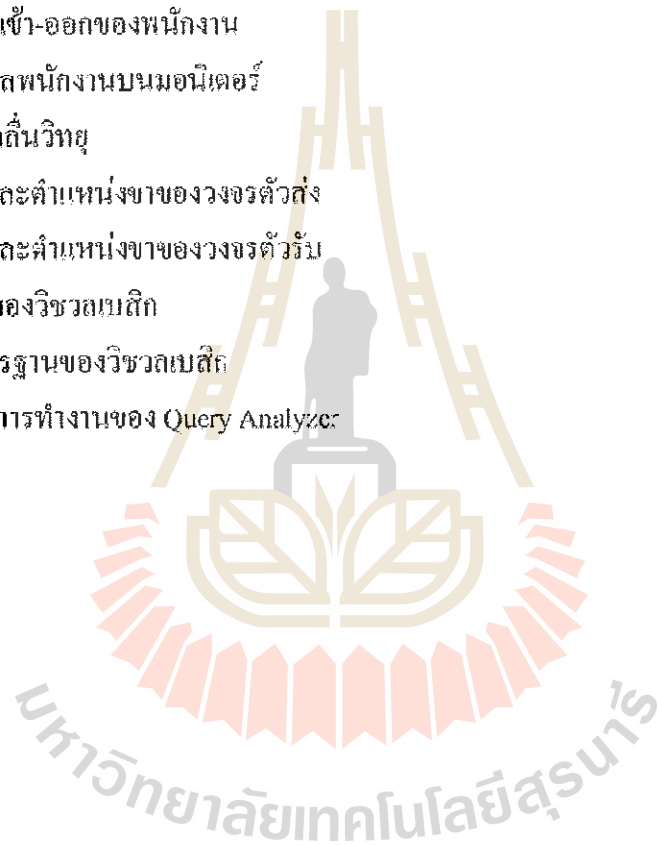 เข้า-ออกของพนักงาน
ลพนักงานบนมอนิเตอร์
ลื่นวิทยุ
ละตำแหน่งขาของวงจรตัวส่ง
ละตำแหน่งขาของวงจรตัวรับ
ของวิชวลเบสิก
รฐานของวิชวลเบสิก
การทำงานของ Query Analyzer
มหาวิทยาลัยเทคโนโลยีสุรนารี